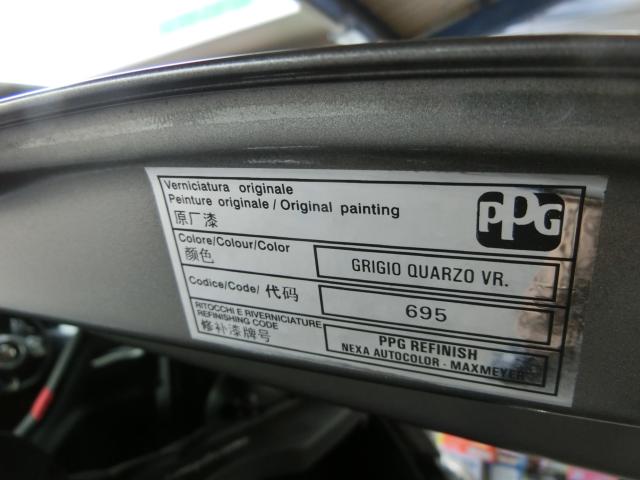 Verniciatura originale
Peinture originale / Original painting
原厂漆
PPG
Colore/Colour/Color
颜色
GRIGIO QUARZO VR.
Codice/Code/ 代码
695
RITOCCHI E RIVERNICIATURE
REFINISHING CODE
修补漆牌号
PPG REFINISH
NEXA AUTOCOLOR - MAXMEYER